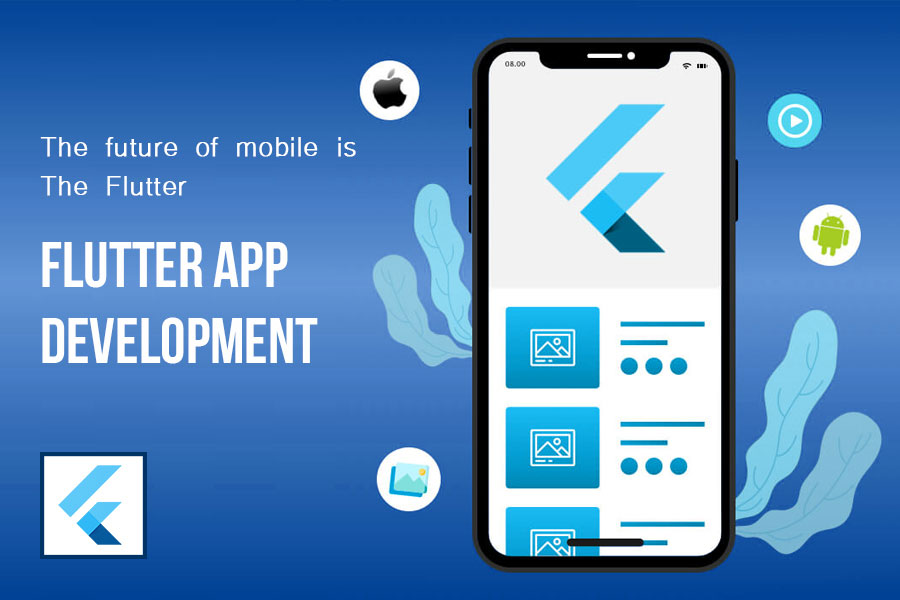 The future of mobile is
The Flutter
FLUTTER APP
DEVELOPMENT
08.00